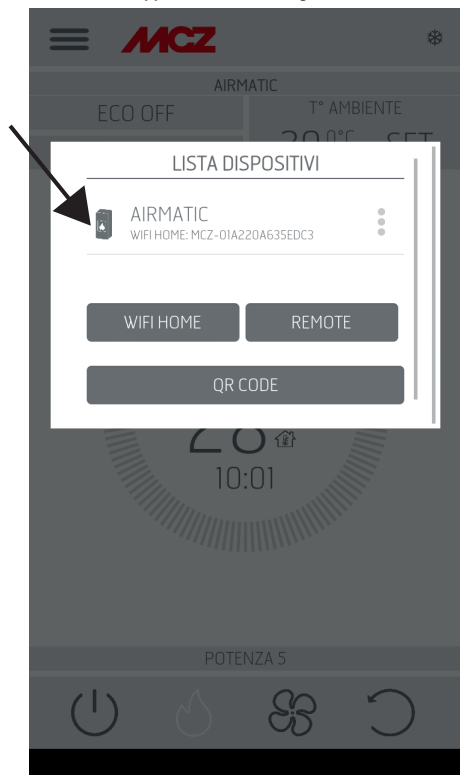 MCZ
AIRMATIC
ECO OFF
T° AMBIENTE
SET
LISTA DISPOSITIVI
AIRMATIC
WIFI HOME: MCZ-01A220A635EDC3
WIFI HOME
REMOTE
QR CODE
10:01
POTENZA 5